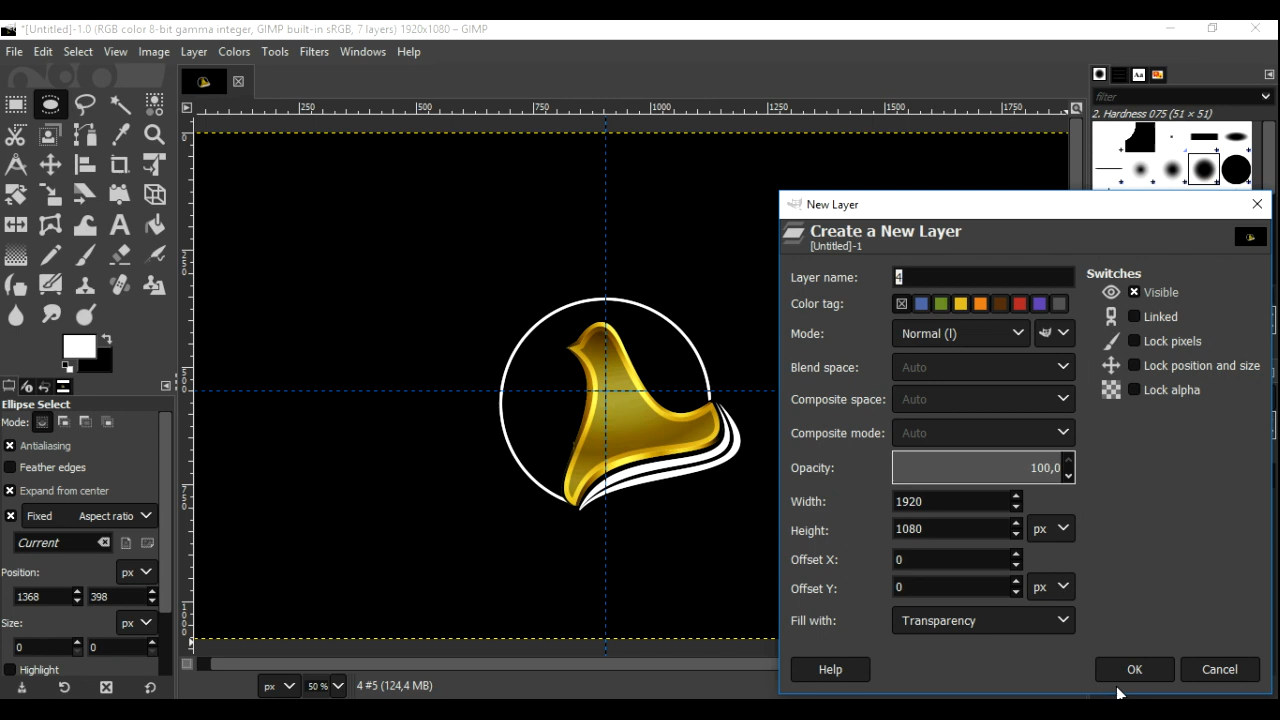 *[Untitled]-1.0 (RGB color 8-bit gamma integer, GIMP built-in sRGB, 7 layers) 1920x1080 – GIMP
File Edit Select View Image Layer Colors Tools Filters Windows Help
250 500 750 1000 1250 1500 1750
filter
2. Hardness 075 (51 × 51)
0
250
500
750
1000
Ellipse Select
Mode:
Antialiasing
Feather edges
Expand from center
Fixed Aspect ratio
Current
Position:
px
1368 398
Size:
px
0 0
Highlight
px 50 % 4 #5 (124,4 MB)
New Layer
Create a New Layer
[Untitled]-1
Layer name: 4
Color tag:
Mode: Normal (l)
Blend space: Auto
Composite space: Auto
Composite mode: Auto
Opacity: 100,0
Width: 1920
Height: 1080 px
Offset X: 0
Offset Y: 0 px
Fill with: Transparency
Switches
Visible
Linked
Lock pixels
Lock position and size
Lock alpha
Help OK Cancel